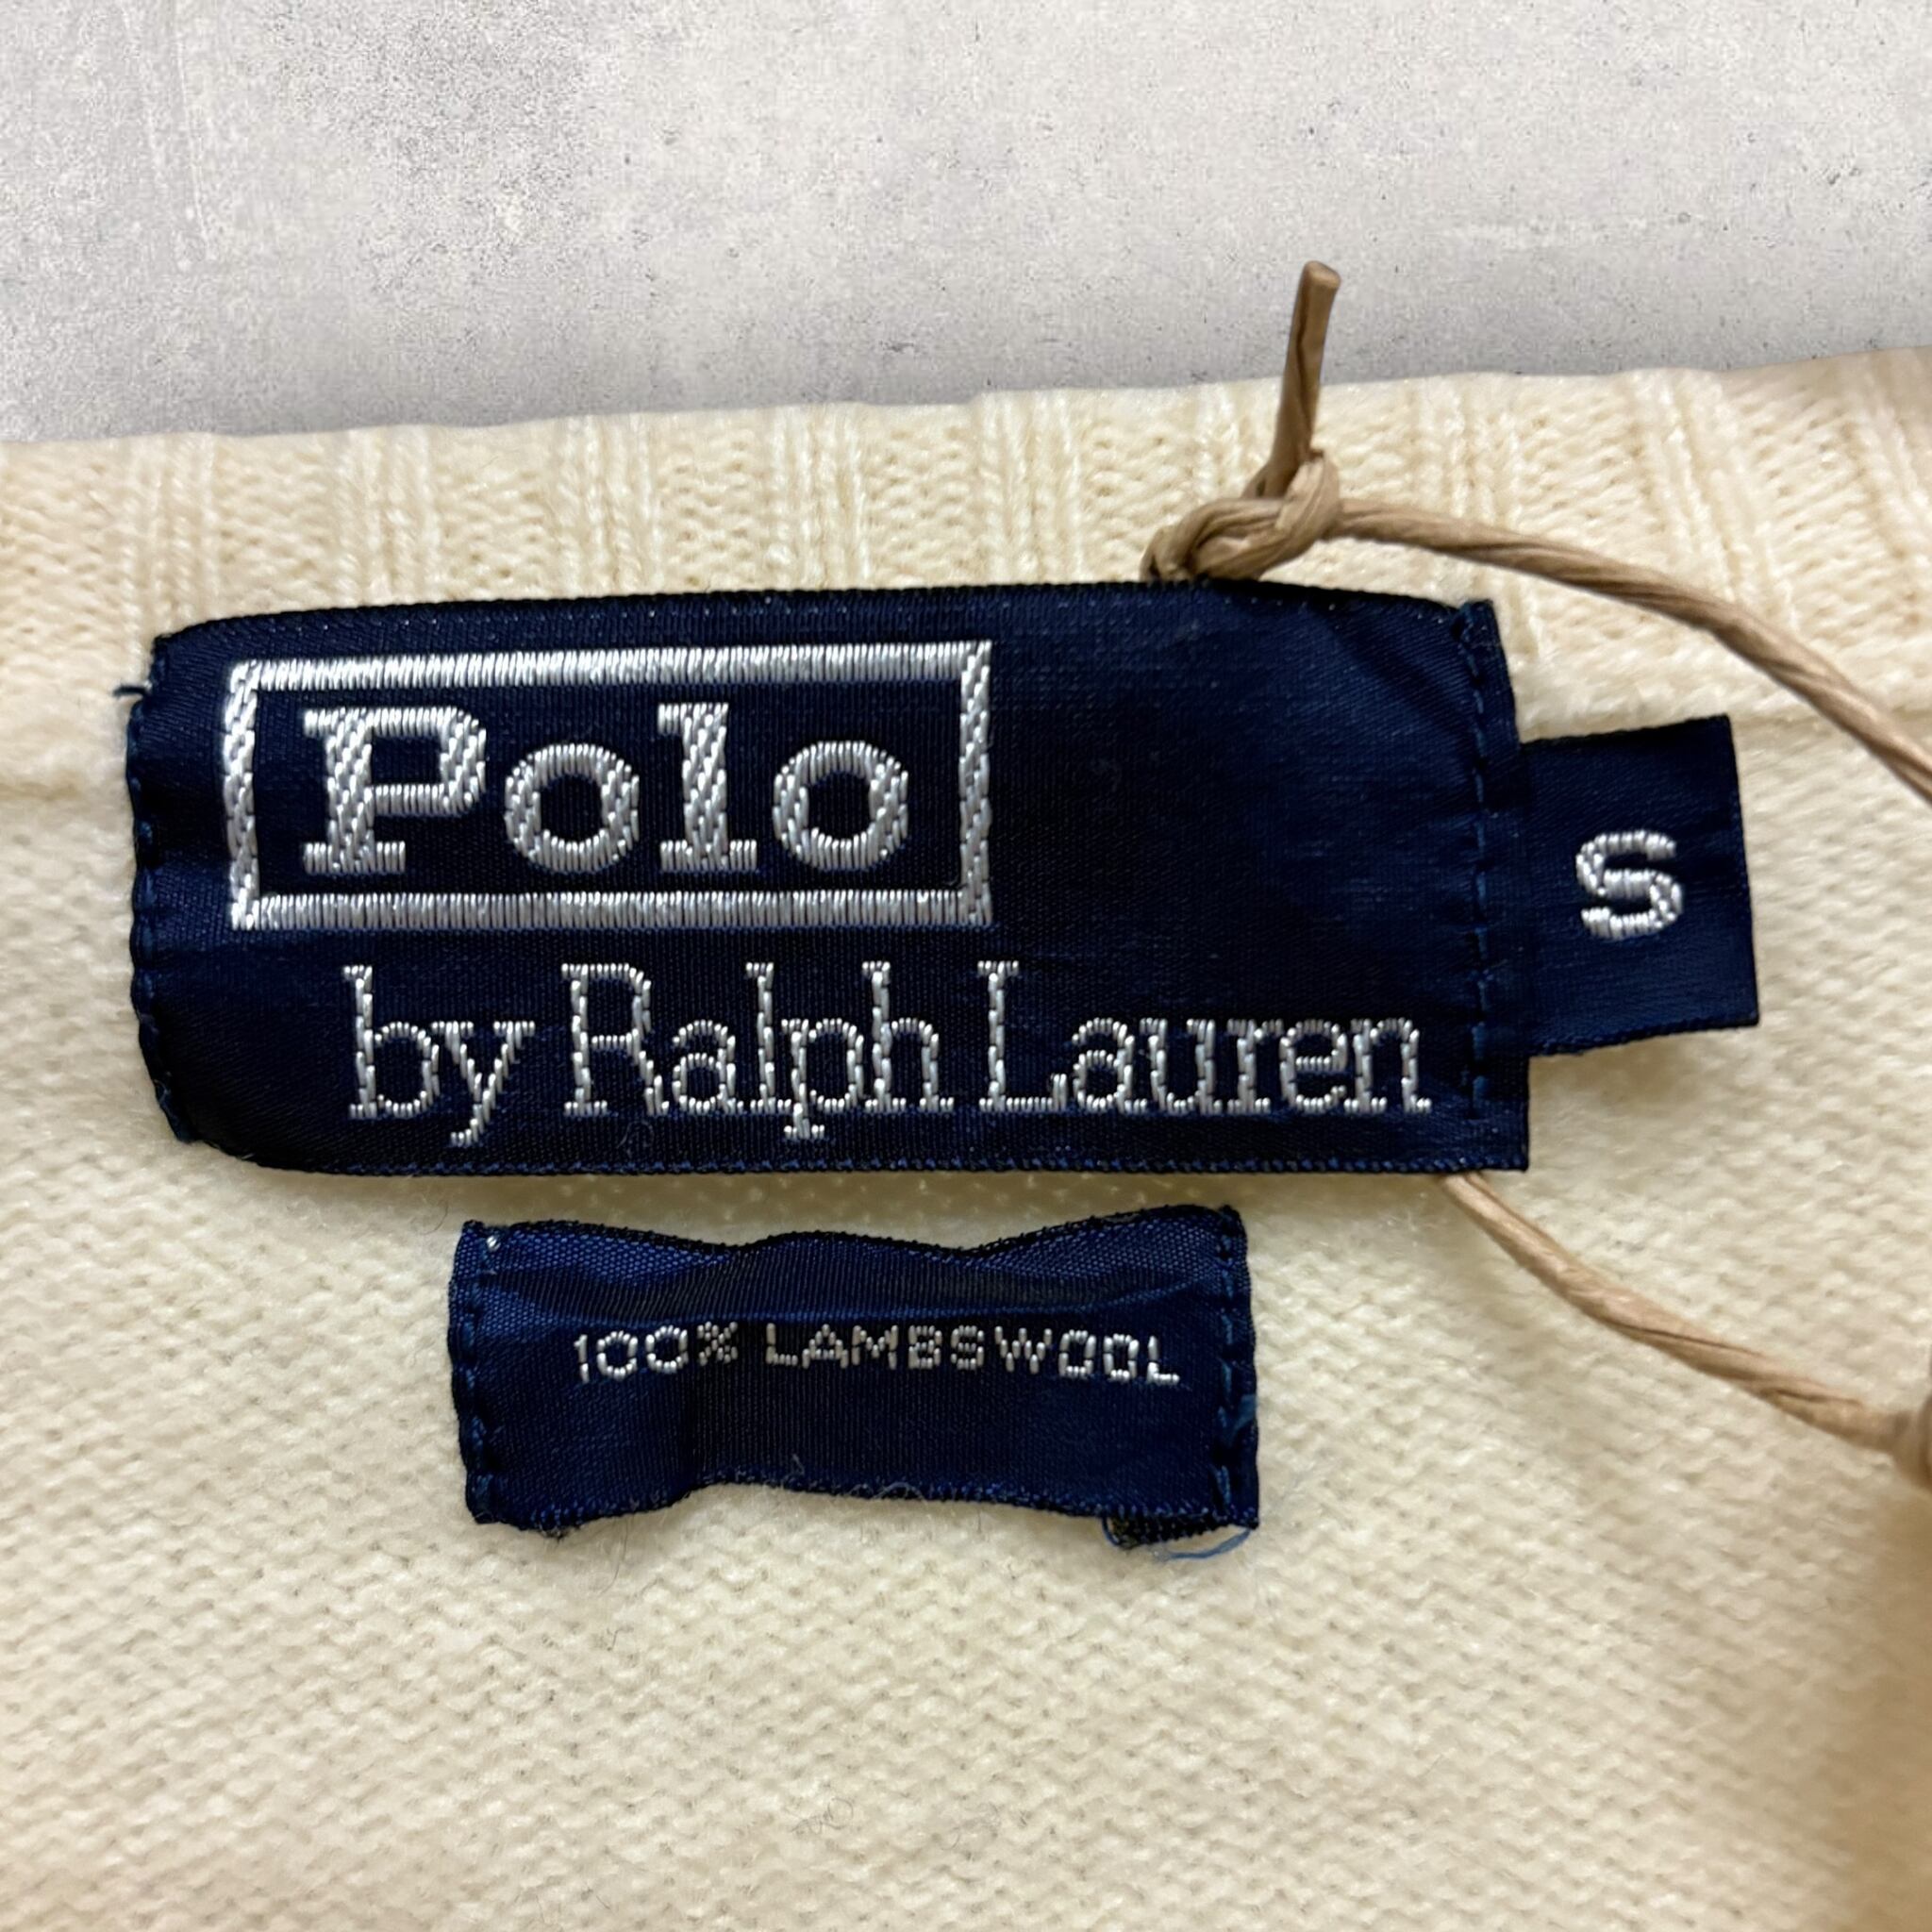 Polo
by Ralph Lauren
S
100% LAMBSWOOL